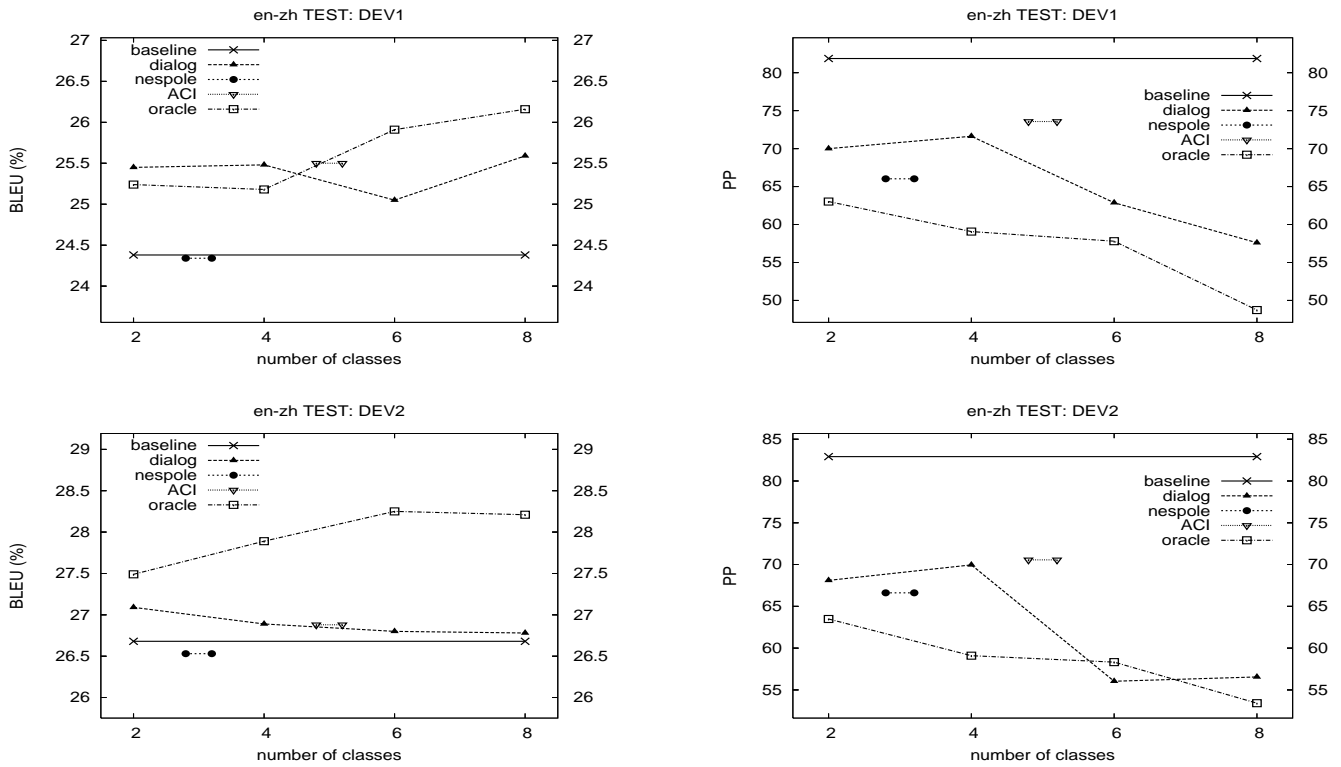 en-zh TEST: DEV1
27
26.5
26
25.5
25
24.5
24
27
26.5
26
25.5
25
24.5
24
baseline
dialog
nespole
ACI
oracle
BLEU (%)
2 4 6 8
number of classes
en-zh TEST: DEV1
80
75
70
65
60
55
50
80
75
70
65
60
55
50
baseline
dialog
nespole
ACI
oracle
PP
2 4 6 8
number of classes
en-zh TEST: DEV2
29
28.5
28
27.5
27
26.5
26
29
28.5
28
27.5
27
26.5
26
baseline
dialog
nespole
ACI
oracle
BLEU (%)
2 4 6 8
number of classes
en-zh TEST: DEV2
85
80
75
70
65
60
55
85
80
75
70
65
60
55
baseline
dialog
nespole
ACI
oracle
PP
2 4 6 8
number of classes